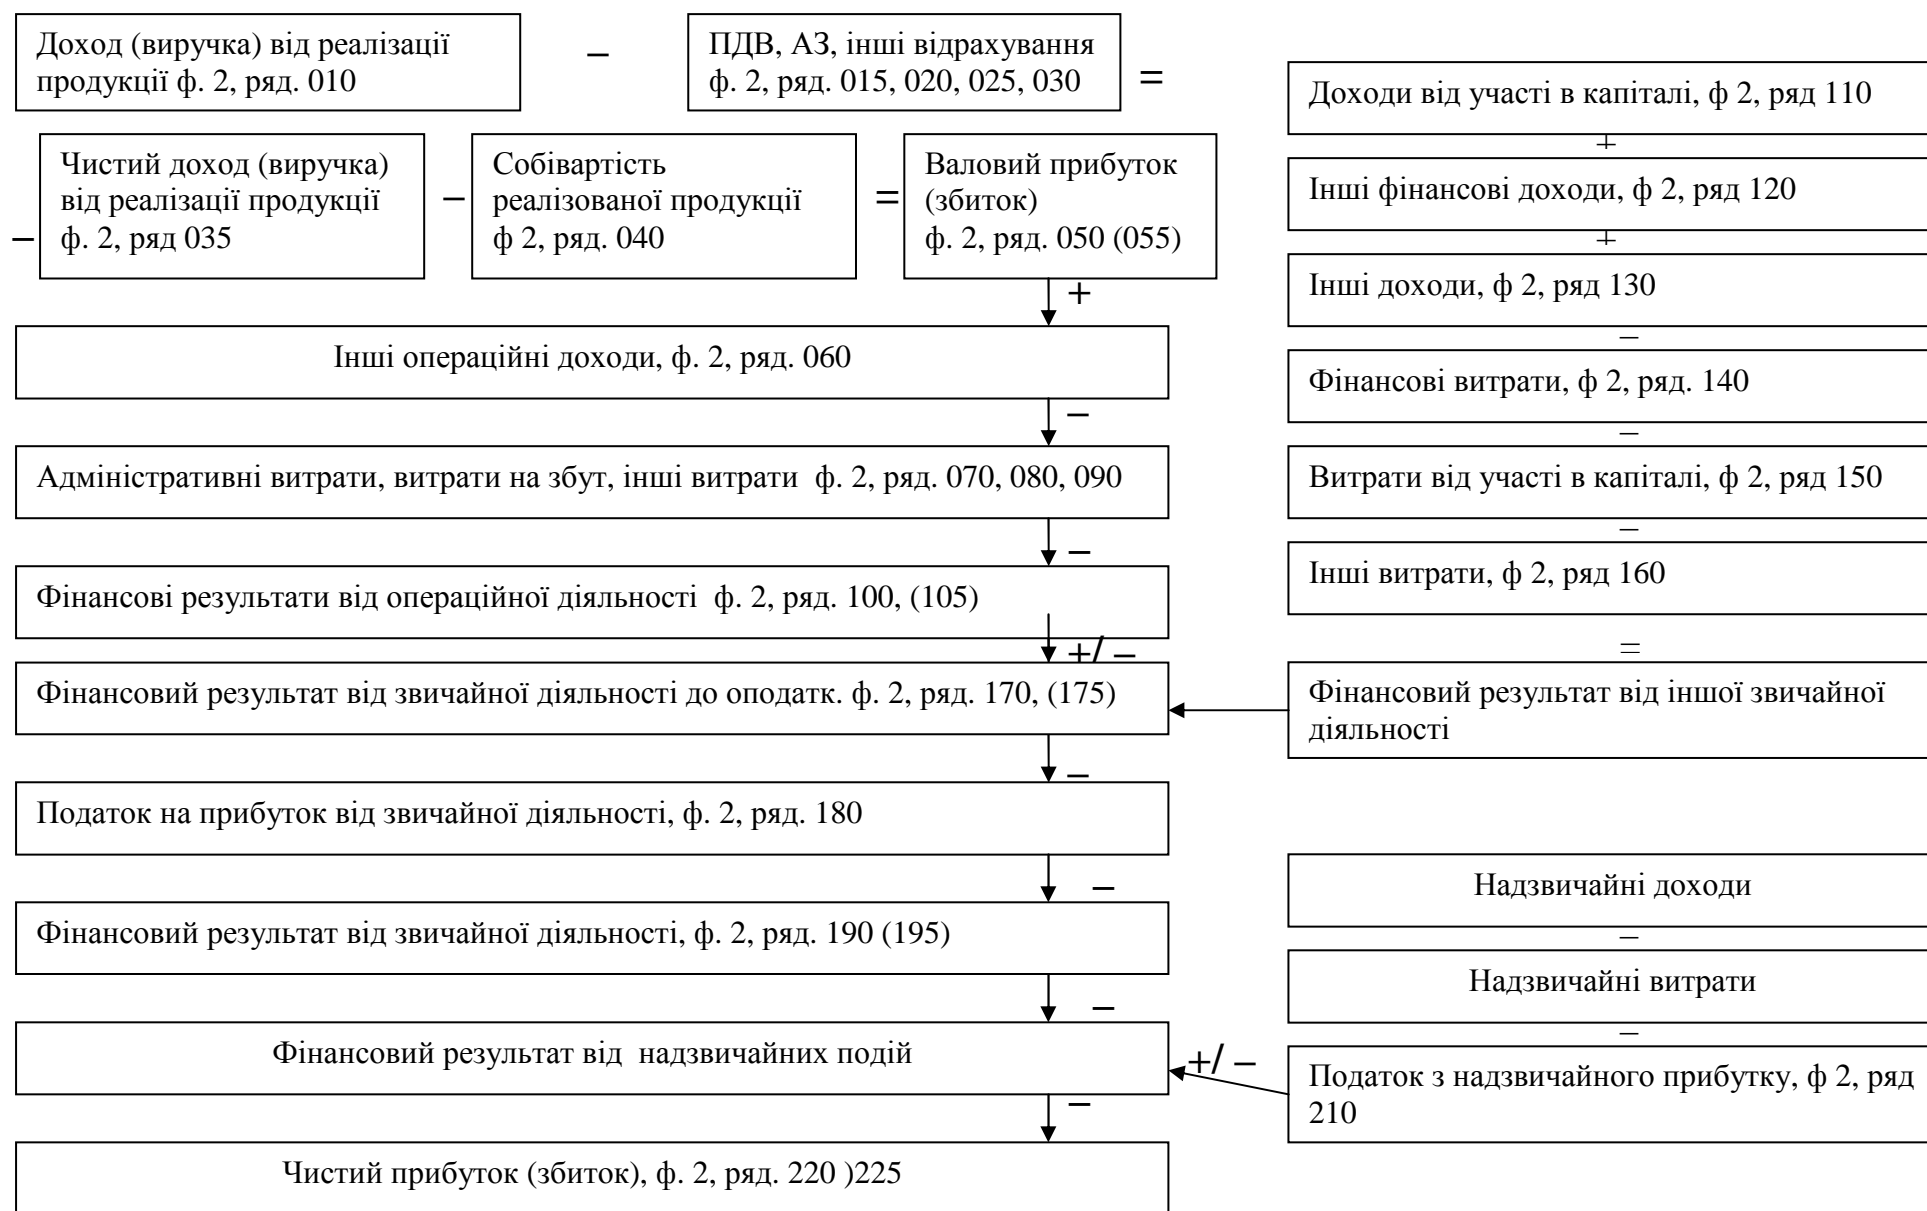 Доход (виручка) від реалізації
продукції ф. 2, ряд. 010
–
ПДВ, АЗ, інші відрахування
ф. 2, ряд. 015, 020, 025, 030
=
–
Чистий доход (виручка)
від реалізації продукції
ф. 2, ряд 035
–
Собівартість
реалізованої продукції
ф 2, ряд. 040
=
Валовий прибуток
(збиток)
ф. 2, ряд. 050 (055)
+
Інші операційні доходи, ф. 2, ряд. 060
–
Адміністративні витрати, витрати на збут, інші витрати ф. 2, ряд. 070, 080, 090
–
Фінансові результати від операційної діяльності ф. 2, ряд. 100, (105)
+/ –
Фінансовий результат від звичайної діяльності до оподатк. ф. 2, ряд. 170, (175)
–
Податок на прибуток від звичайної діяльності, ф. 2, ряд. 180
–
Фінансовий результат від звичайної діяльності, ф. 2, ряд. 190 (195)
–
Фінансовий результат від надзвичайних подій
–
Чистий прибуток (збиток), ф. 2, ряд. 220 )225
Доходи від участі в капіталі, ф 2, ряд 110
+
Інші фінансові доходи, ф 2, ряд 120
+
Інші доходи, ф 2, ряд 130
–
Фінансові витрати, ф 2, ряд. 140
–
Витрати від участі в капіталі, ф 2, ряд 150
–
Інші витрати, ф 2, ряд 160
=
Фінансовий результат від іншої звичайної
діяльності
Надзвичайні доходи
–
Надзвичайні витрати
–
+/ –
Податок з надзвичайного прибутку, ф 2, ряд
210